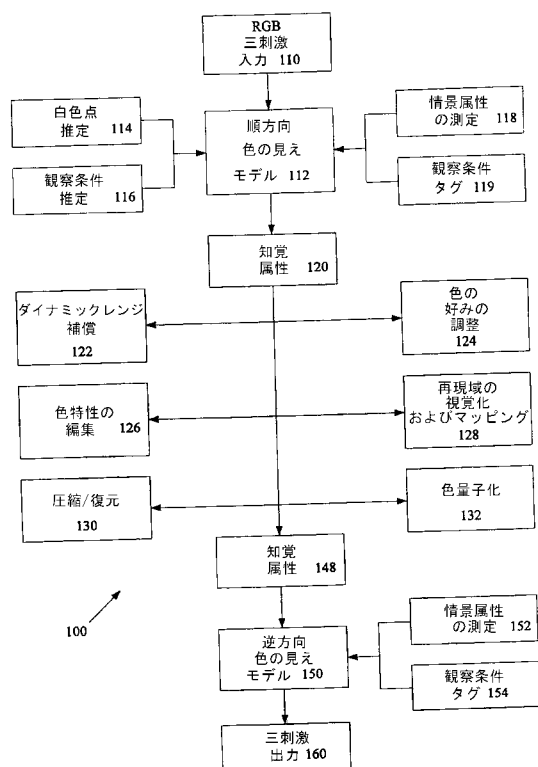 RGB
三刺激
入力 110
白色点
推定 114
観察条件
推定 116
順方向
色の見え
モデル 112
情景属性
の測定 118
観察条件
タグ 119
知覚
属性 120
ダイナミックレンジ
補償
122
色の
好みの
調整
124
色特性の
編集 126
再現域の
視覚化
およびマッピング
128
圧縮/復元
130
色量子化
132
知覚
属性 148
100
逆方向
色の見え
モデル 150
情景属性
の測定 152
観察条件
タグ 154
三刺激
出力 160